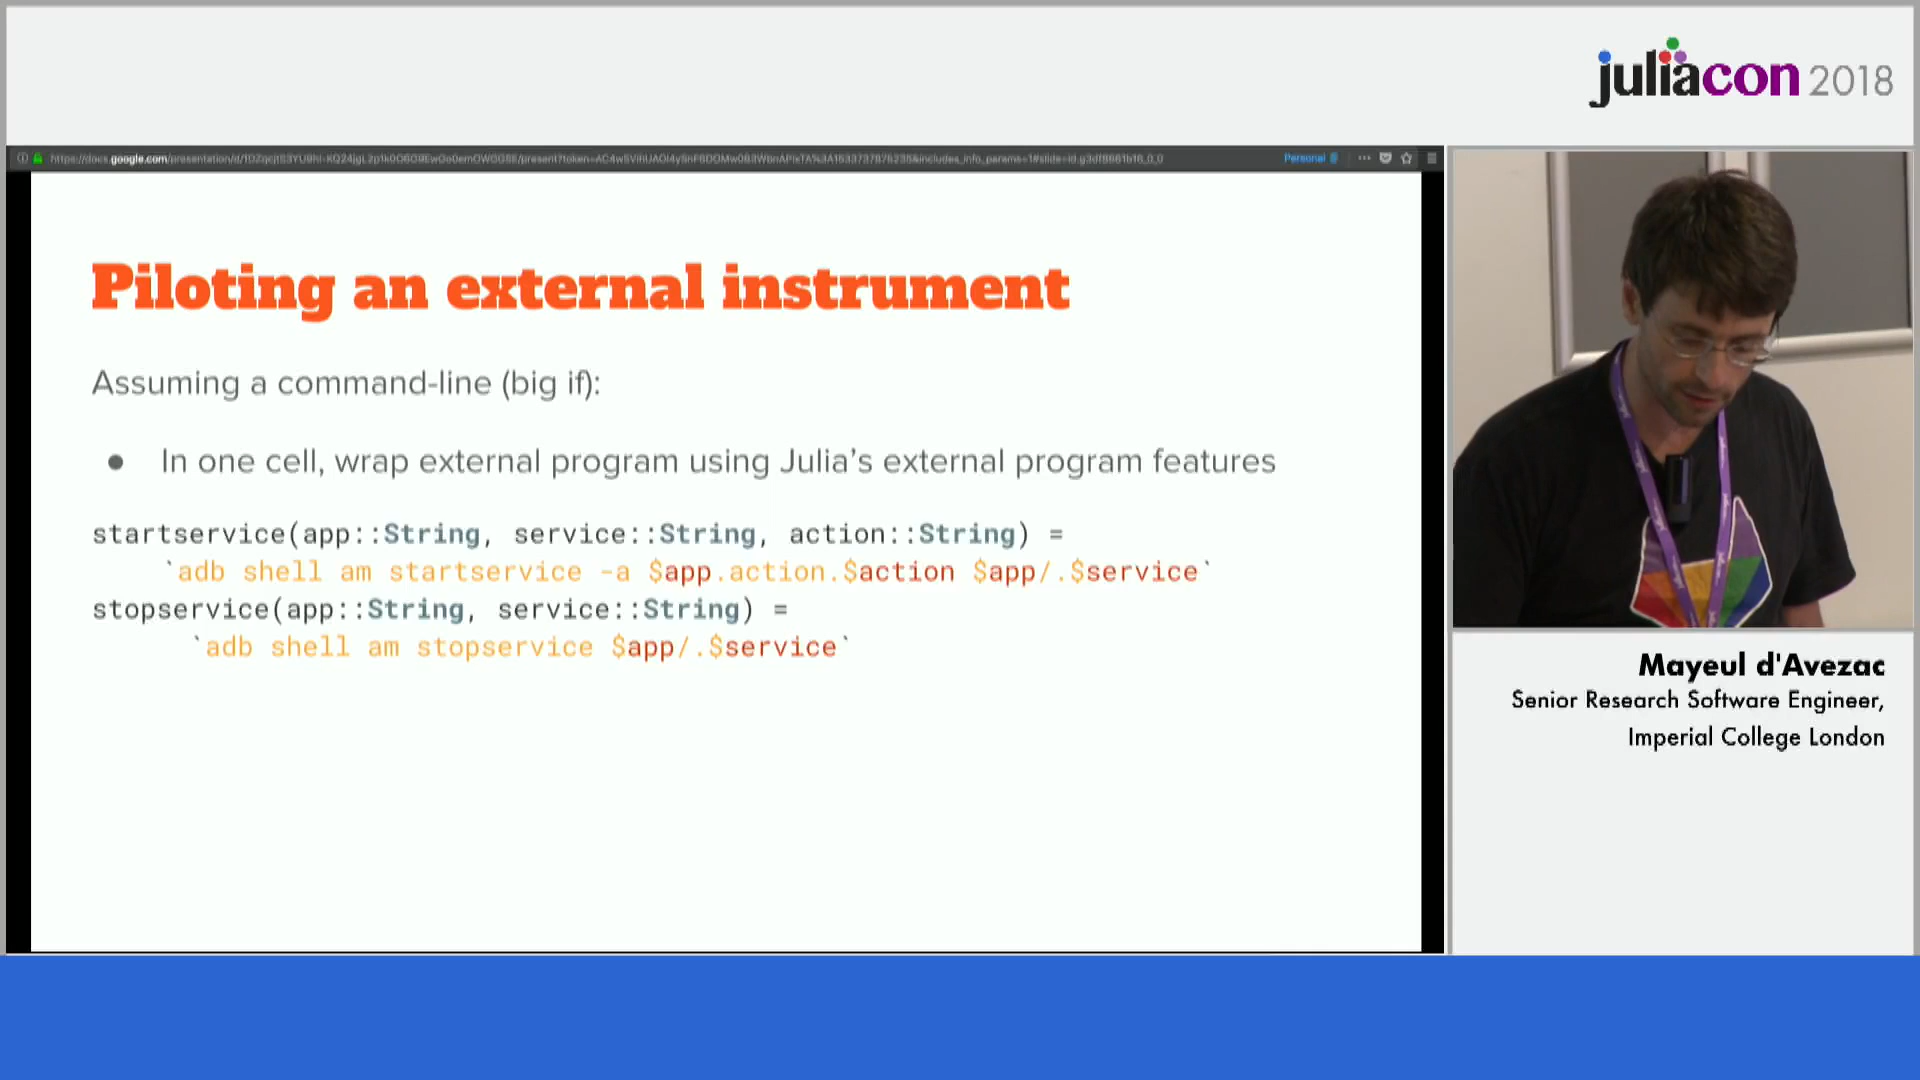 juliacon 2018
Personal
Piloting an external instrument
Assuming a command-line (big if):
● In one cell, wrap external program using Julia’s external program features
startservice(app::String, service::String, action::String) =
`adb shell am startservice -a $app.action.$action $app/.$service`
stopservice(app::String, service::String) =
`adb shell am stopservice $app/.$service`
Mayeul d'Avezac
Senior Research Software Engineer,
Imperial College London